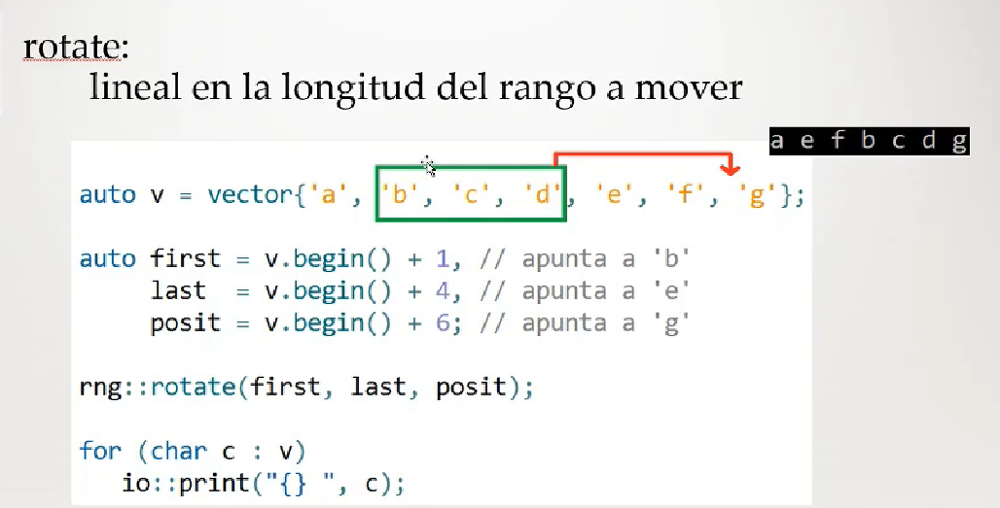 rotate:
lineal en la longitud del rango a mover
a e f b c d g
auto v = vector{'a', 'b', 'c', 'd', 'e', 'f', 'g'};
auto first = v.begin() + 1, // apunta a 'b'
last = v.begin() + 4, // apunta a 'e'
posit = v.begin() + 6; // apunta a 'g'
rng::rotate(first, last, posit);
for (char c : v)
io::print("{} ", c);